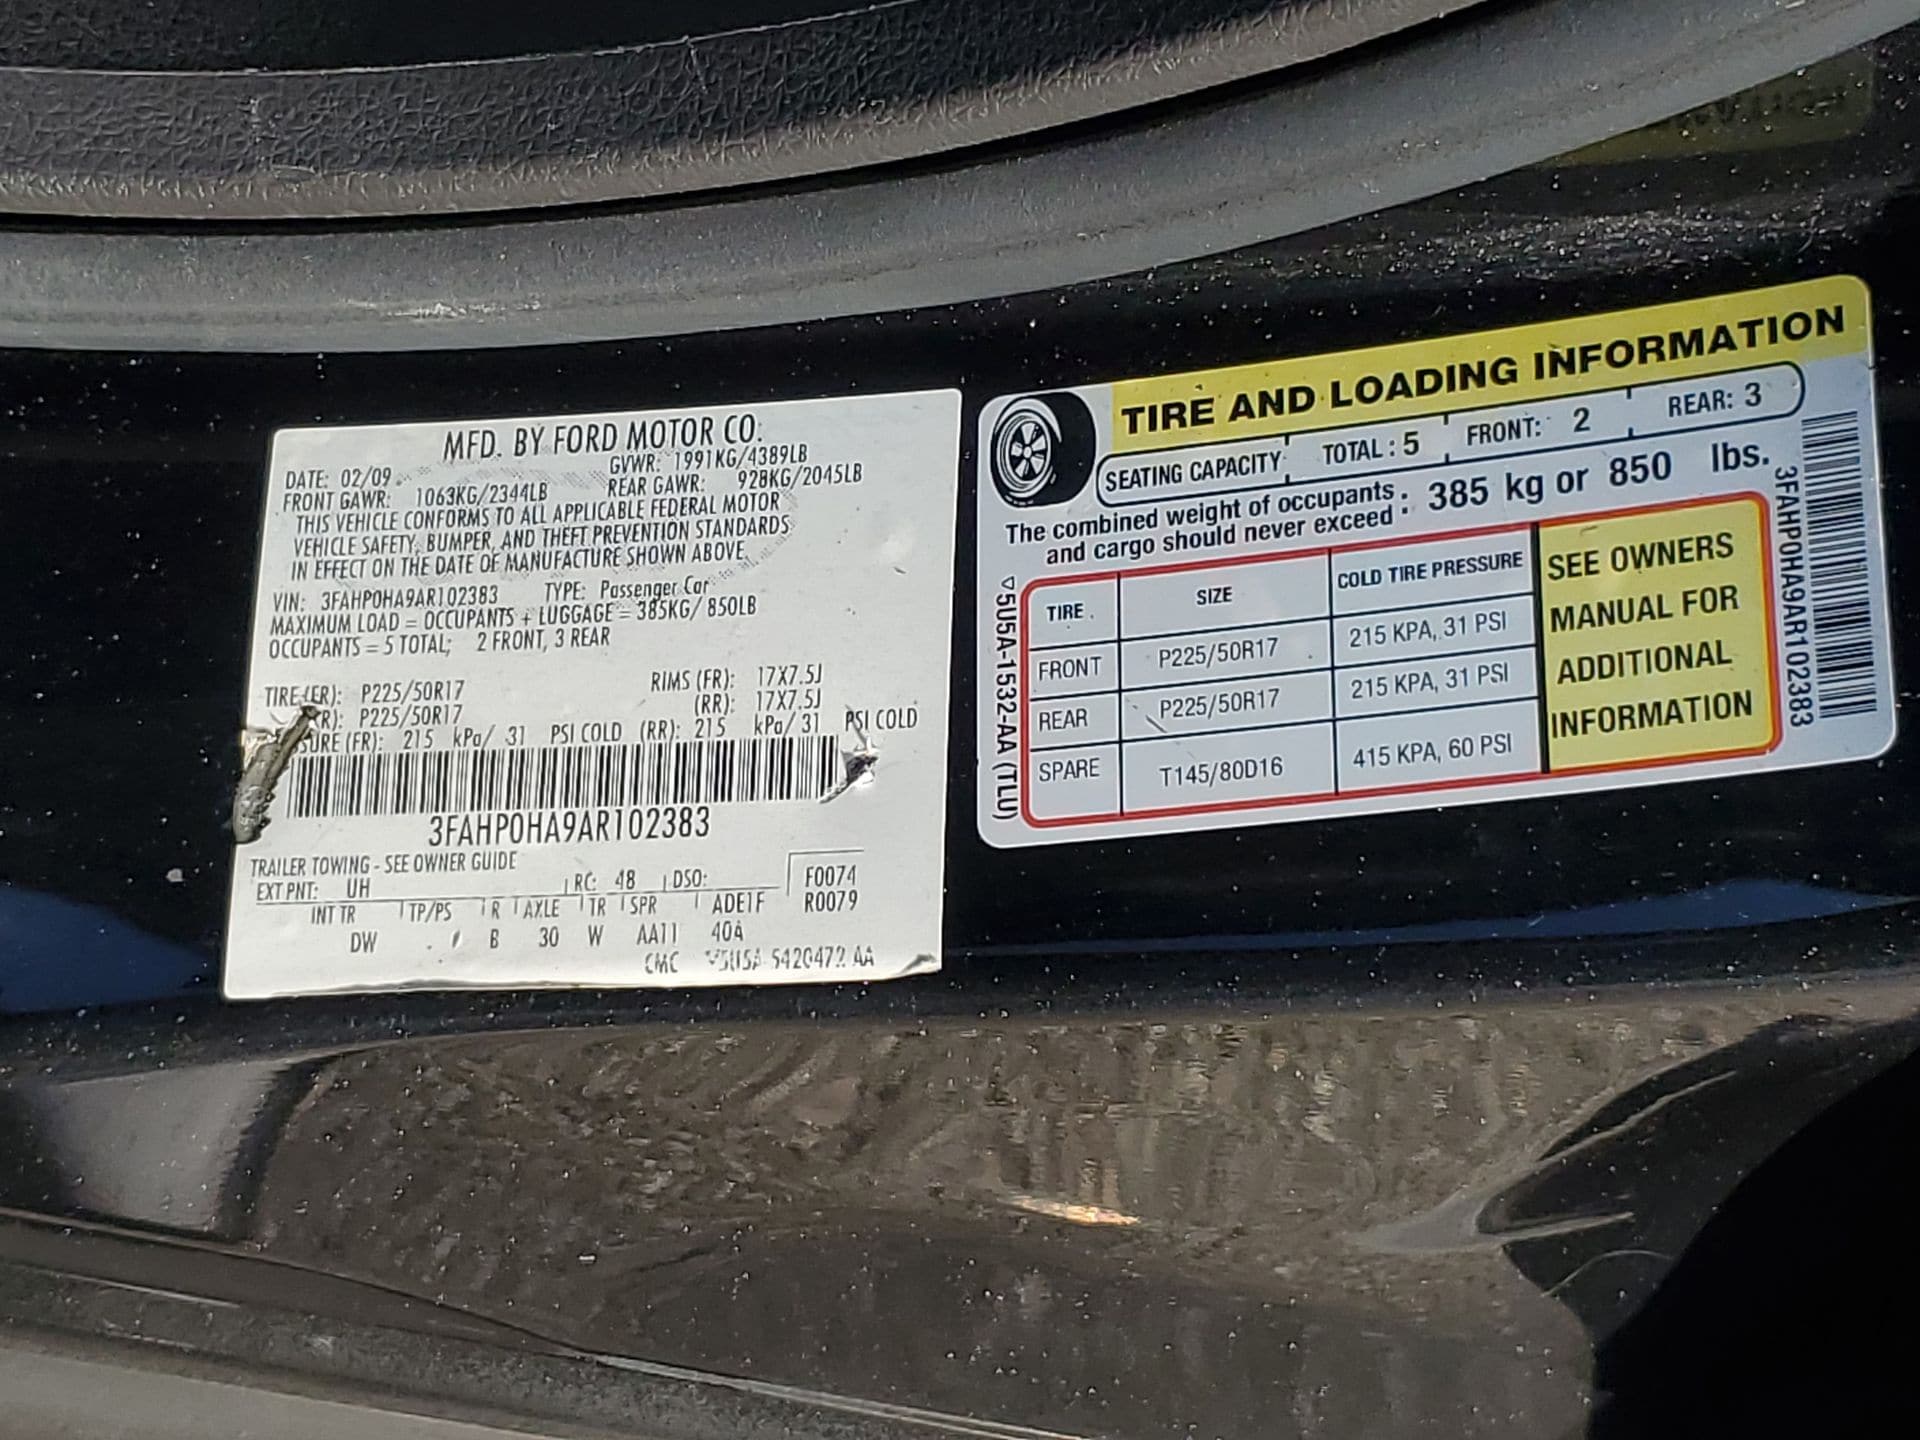 MFD. BY FORD MOTOR CO.
DATE: 02/09 GVWR: 1991KG/4389LB
FRONT GAWR: 1063KG/2344LB REAR GAWR: 928KG/2045LB
THIS VEHICLE CONFORMS TO ALL APPLICABLE FEDERAL MOTOR
VEHICLE SAFETY, BUMPER, AND THEFT PREVENTION STANDARDS
IN EFFECT ON THE DATE OF MANUFACTURE SHOWN ABOVE.
VIN: 3FAHP0HA9AR102383 TYPE: Passenger Car
MAXIMUM LOAD = OCCUPANTS + LUGGAGE = 385KG/ 850LB
OCCUPANTS = 5 TOTAL; 2 FRONT, 3 REAR
TIRE (FR): P225/50R17 RIMS (FR): 17X7.5J
R): P225/50R17 (RR): 17X7.5J
SURE (FR): 215 kPa/ 31 PSI COLD (RR): 215 kPa/ 31 PSI COLD
3FAHP0HA9AR102383
TRAILER TOWING - SEE OWNER GUIDE
EXT PNT: UH RC: 48 DSO: F0074
INT TR TP/PS R AXLE TR SPR ADE1F R0079
DW B 30 W AA11 40A
CMC 5U5A 5420472 AA
TIRE AND LOADING INFORMATION
SEATING CAPACITY TOTAL : 5 FRONT: 2 REAR: 3
The combined weight of occupants
and cargo should never exceed : 385 kg or 850 lbs.
TIRE SIZE COLD TIRE PRESSURE
FRONT P225/50R17 215 KPA, 31 PSI
REAR P225/50R17 215 KPA, 31 PSI
SPARE T145/80D16 415 KPA, 60 PSI
SEE OWNERS
MANUAL FOR
ADDITIONAL
INFORMATION
▽5U5A-1532-AA (TLU)
3FAHP0HA9AR102383